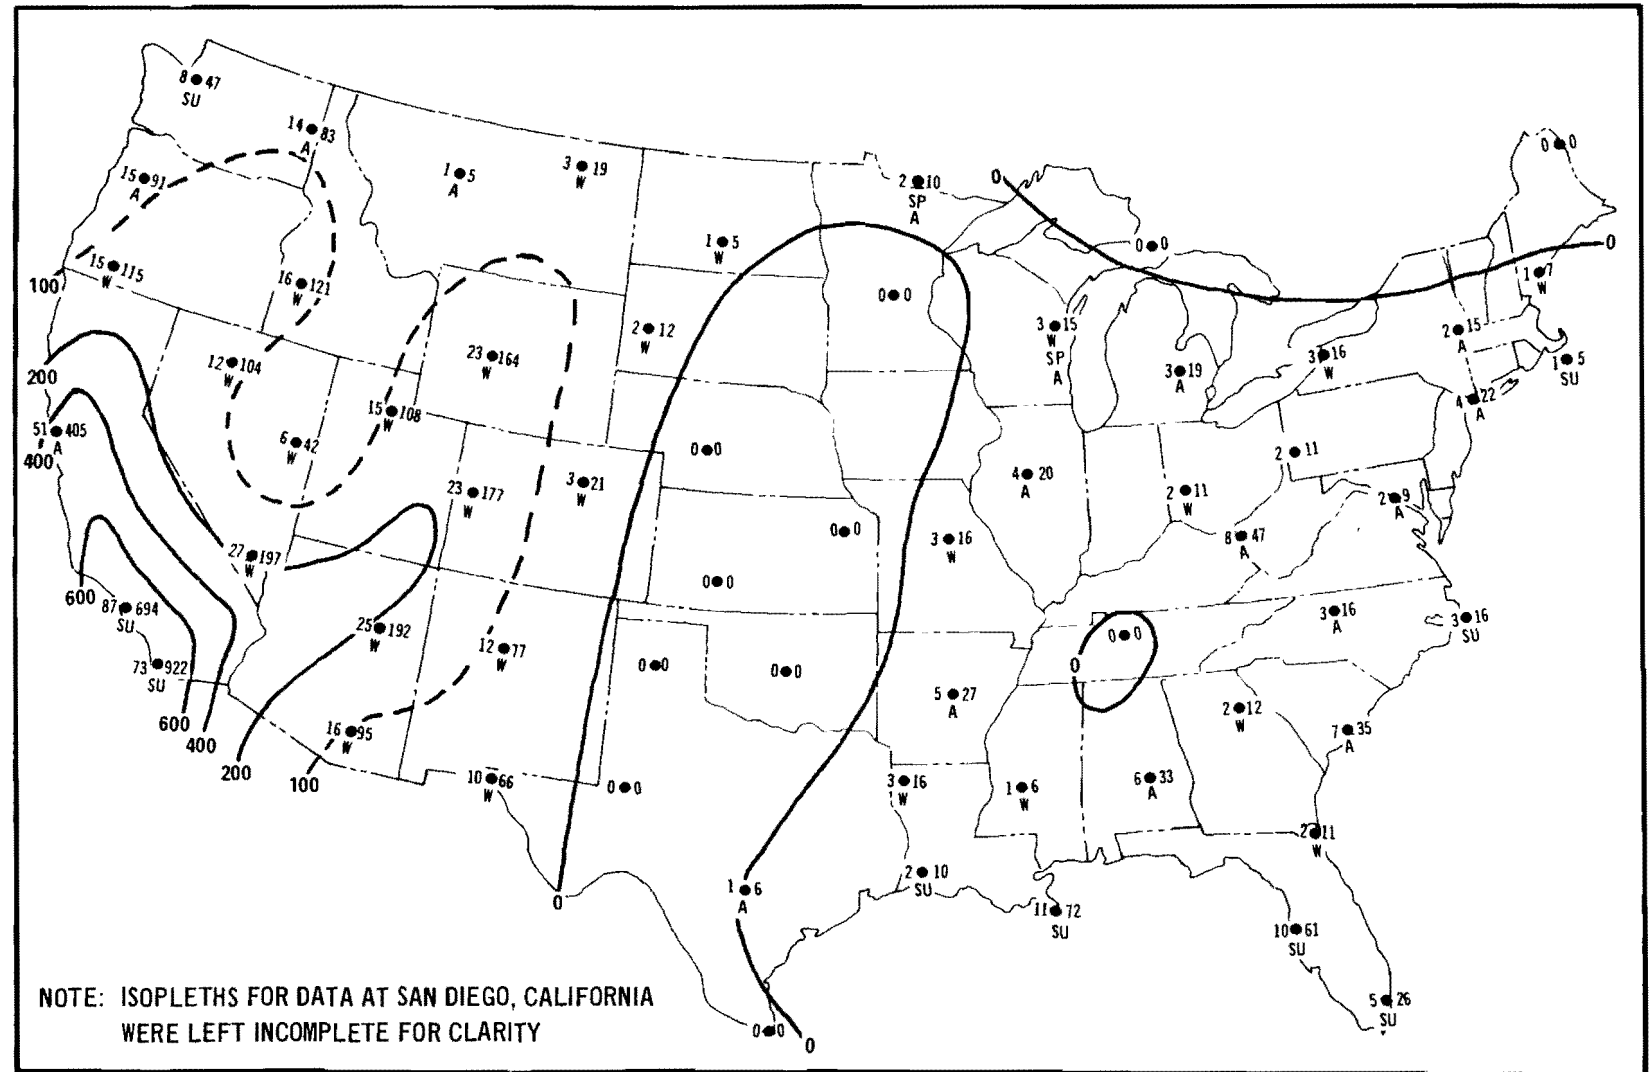 8 47
SU
14 83
A
15 91
A
1 5
A
3 19
W
2 10
SP
A
0
0 0
0 0
0
15 115
W
100
16 121
W
1 5
W
0 0
1 7
W
12 104
W
23 164
W
2 12
W
3 15
W
SP
A
3 19
A
3 16
W
2 15
A
1 5
SU
200
15 108
W
4 22
A
51 405
A
400
6 42
W
0 0
2 11
23 177
W
3 21
W
4 20
A
2 11
W
2 9
A
27 197
W
0 0
3 16
W
8 47
A
0 0
600
87 694
SU
25 192
W
12 77
W
0 0
3 16
A
3 16
SU
73 922
SU
0 0
0 0
0
5 27
A
2 12
W
600
400
16 95
W
7 35
A
200
100
10 66
W
0 0
3 16
W
1 6
W
6 33
A
2 11
W
0
1 6
A
2 10
SU
11 72
SU
10 61
SU
5 26
SU
0 0
0
NOTE: ISOPLETHS FOR DATA AT SAN DIEGO, CALIFORNIA
WERE LEFT INCOMPLETE FOR CLARITY